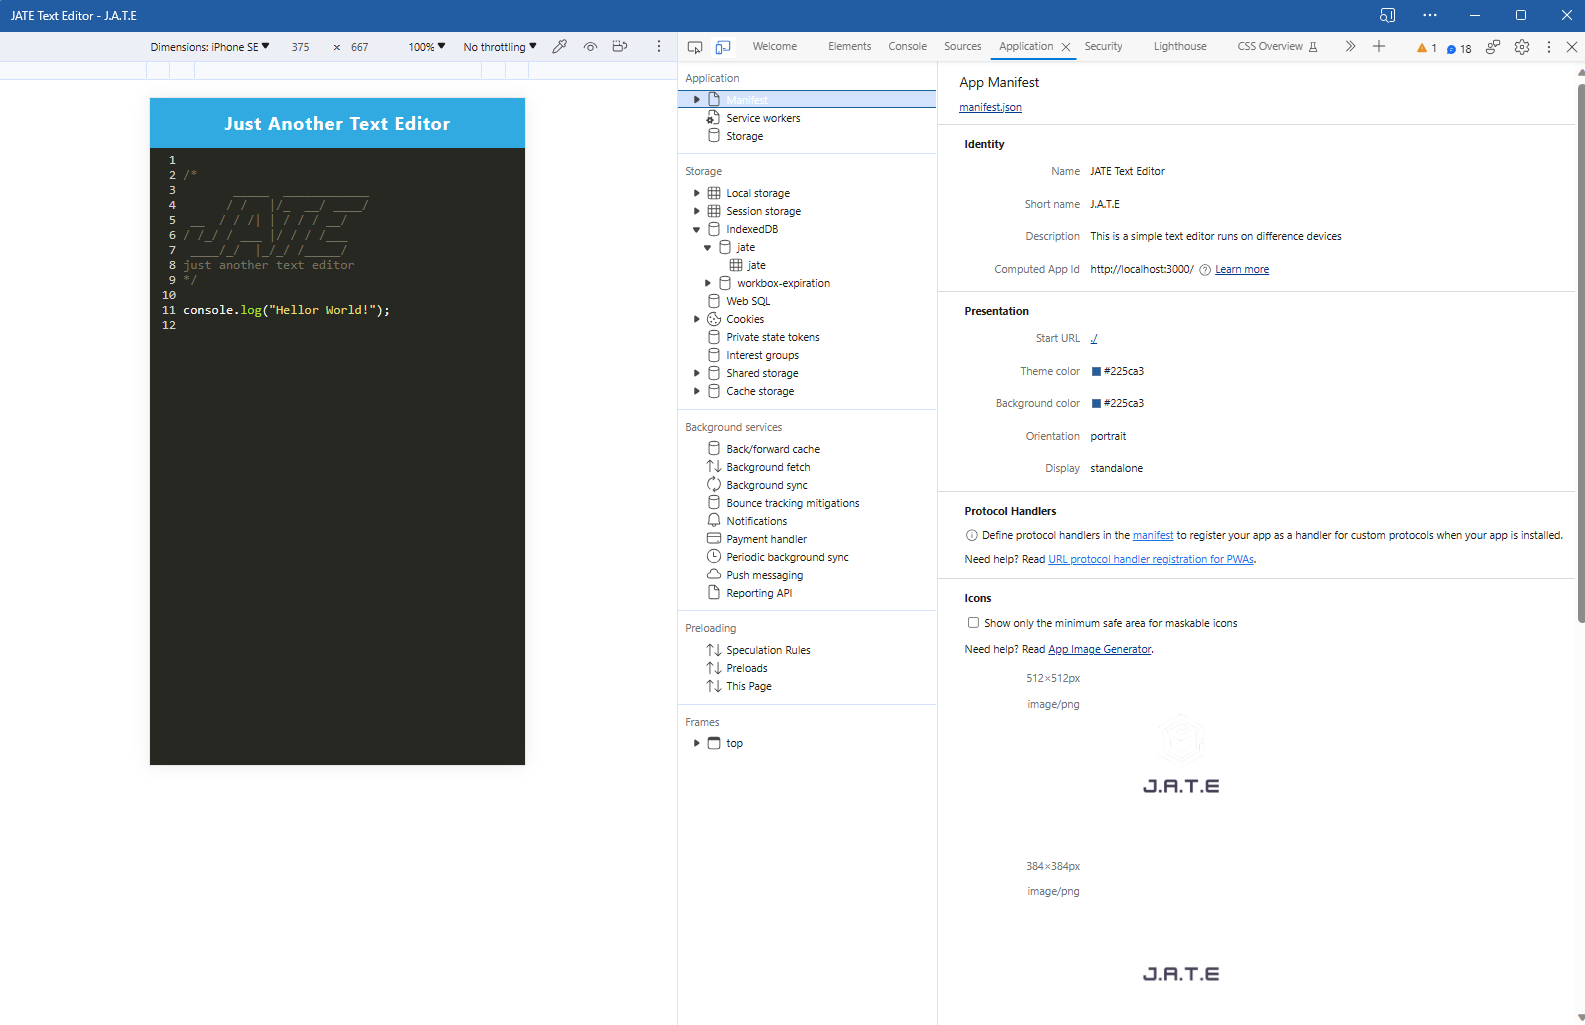 JATE Text Editor - J.A.T.E
Dimensions: iPhone SE 375 × 667 100% No throttling
Welcome Elements Console Sources Application Security Lighthouse CSS Overview 1 18
Just Another Text Editor
1
2 /*
3 _____ ____________
4 / / |/_ __/ ____/
5 __ / / /| | / / / __/
6 / /_/ / ___ |/ / / /___
7 ____/_/ |_/_/ /_____/
8 just another text editor
9 */
10
11 console.log("Hellor World!");
12
Application
Manifest
Service workers
Storage
Storage
Local storage
Session storage
IndexedDB
jate
jate
workbox-expiration
Web SQL
Cookies
Private state tokens
Interest groups
Shared storage
Cache storage
Background services
Back/forward cache
Background fetch
Background sync
Bounce tracking mitigations
Notifications
Payment handler
Periodic background sync
Push messaging
Reporting API
Preloading
Speculation Rules
Preloads
This Page
Frames
top
App Manifest
manifest.json
Identity
Name JATE Text Editor
Short name J.A.T.E
Description This is a simple text editor runs on difference devices
Computed App Id http://localhost:3000/ Learn more
Presentation
Start URL ./
Theme color #225ca3
Background color #225ca3
Orientation portrait
Display standalone
Protocol Handlers
Define protocol handlers in the manifest to register your app as a handler for custom protocols when your app is installed.
Need help? Read URL protocol handler registration for PWAs.
Icons
Show only the minimum safe area for maskable icons
Need help? Read App Image Generator.
512×512px
image/png
J.A.T.E
384×384px
image/png
J.A.T.E